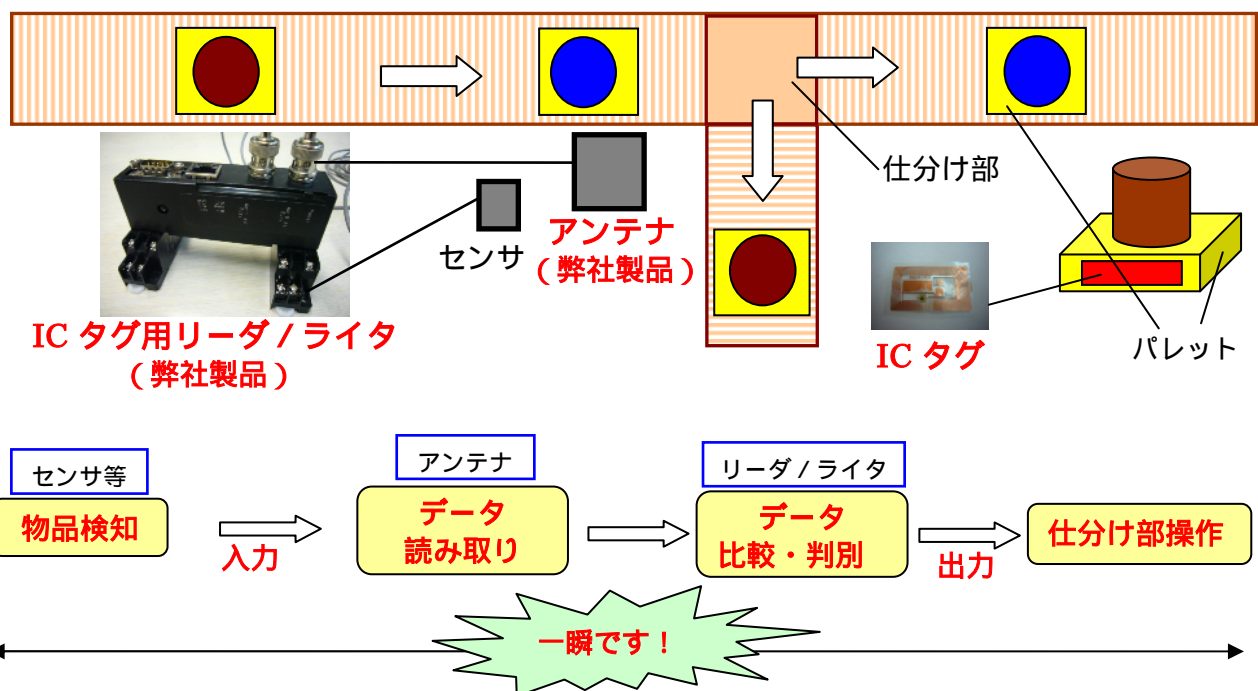 仕分け部
センサ
アンテナ
（弊社製品）
IC タグ用リーダ / ライタ
（弊社製品）
IC タグ
パレット
センサ等
物品検知
入力
アンテナ
データ
読み取り
リーダ / ライタ
データ
比較・判別
出力
仕分け部操作
一瞬です！